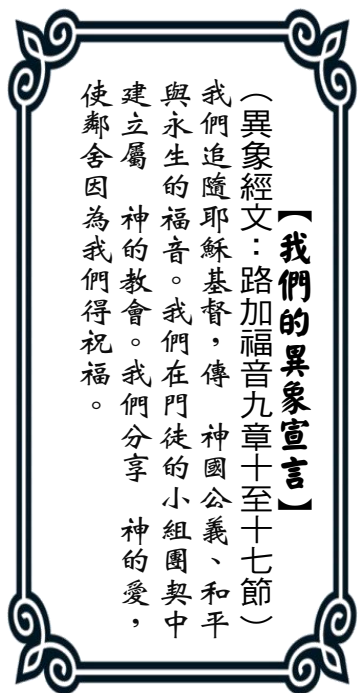 【我們的異象宣言】
（異象經文：路加福音九章十至十七節）
我們追隨耶穌基督，傳　神國公義、和平
與永生的福音。我們在門徒的小組團契中
建立屬　神的教會。我們分享　神的愛，
使鄰舍因為我們得祝福。